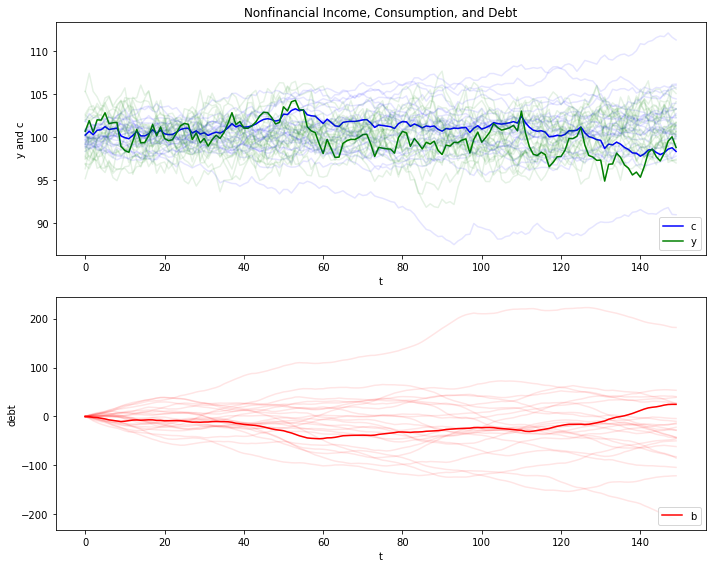 Nonfinancial Income, Consumption, and Debt
y and c
110
105
100
95
90
c
y
0 20 40 60 80 100 120 140
t
debt
200
100
0
−100
−200
b
0 20 40 60 80 100 120 140
t